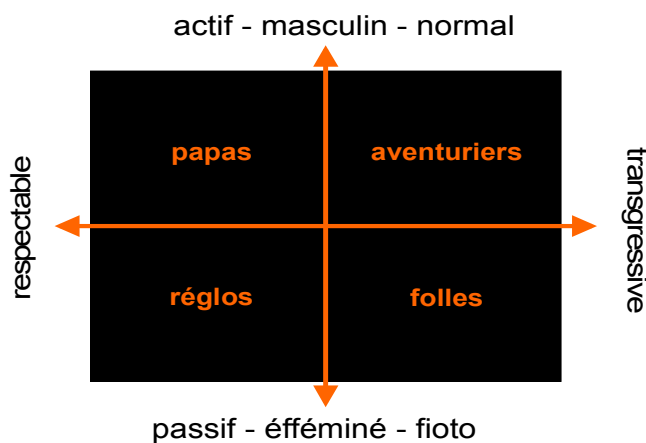 actif - masculin - normal
papas
aventuriers
respectable
transgressive
réglos
folles
passif - éfféminé - fioto